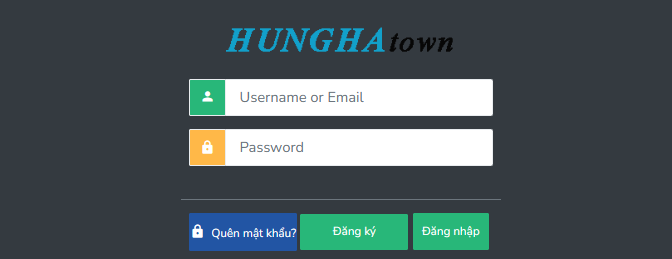 HUNGHAtown
Username or Email
Password
Quên mật khẩu? Đăng ký Đăng nhập